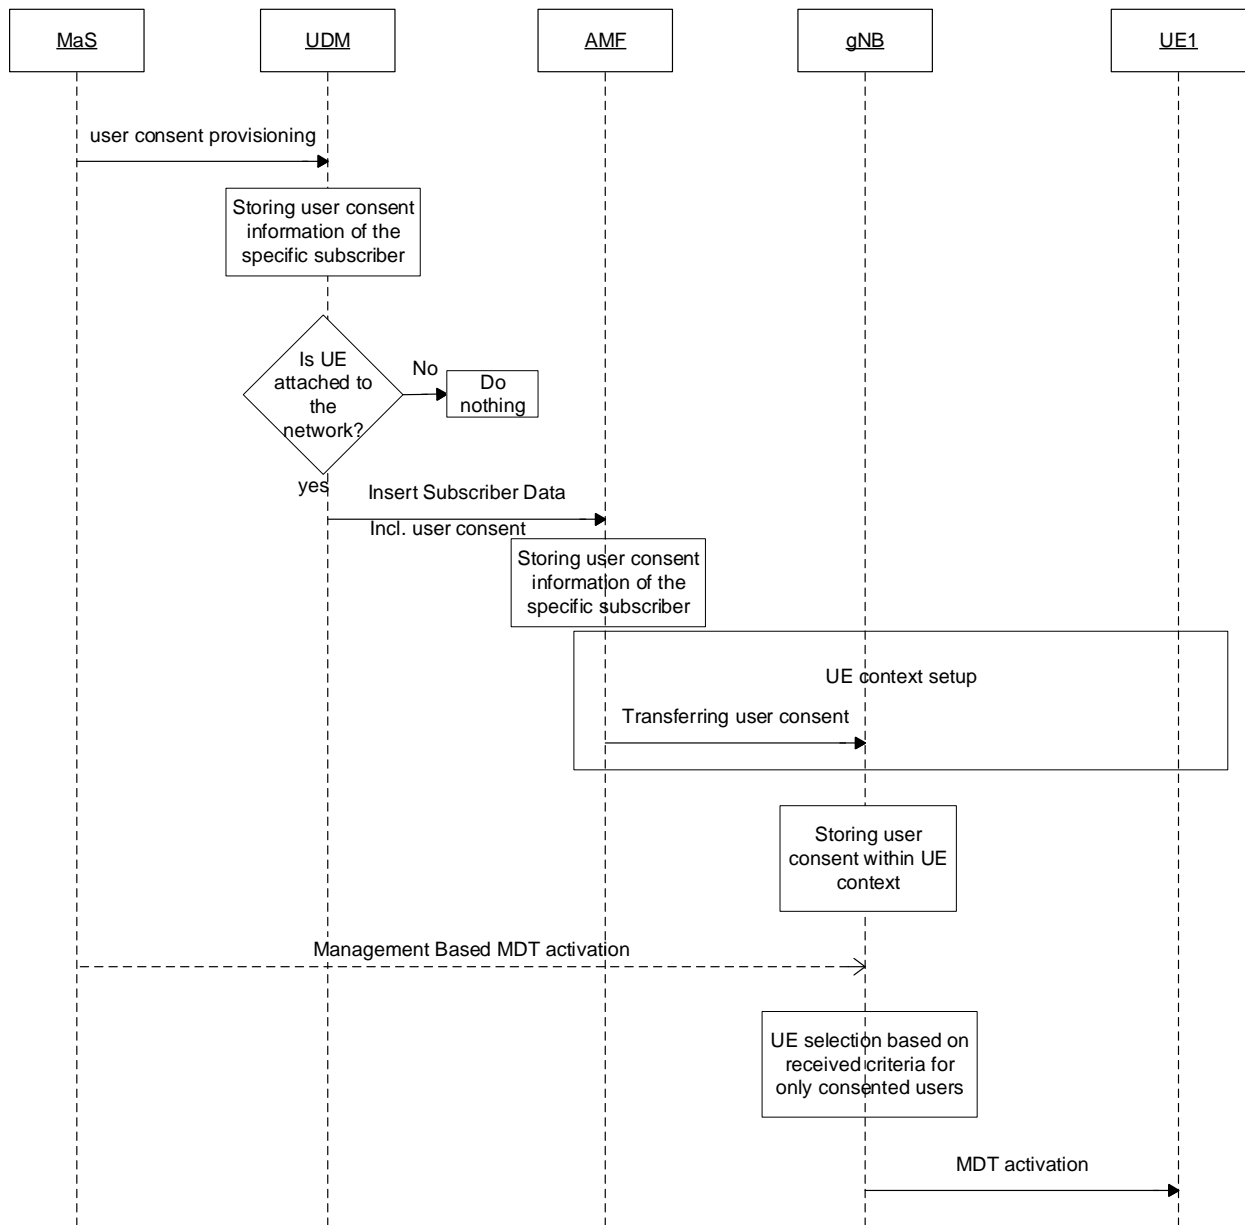 MaS
UDM
AMF
gNB
UE1
user consent provisioning
Storing user consent
information of the
specific subscriber
Is UE
attached to
the
network?
No
Do
nothing
yes
Insert Subscriber Data
Incl. user consent
Storing user consent
information of the
specific subscriber
UE context setup
Transferring user consent
Storing user
consent within UE
context
Management Based MDT activation
UE selection based on
received criteria for
only consented users
MDT activation